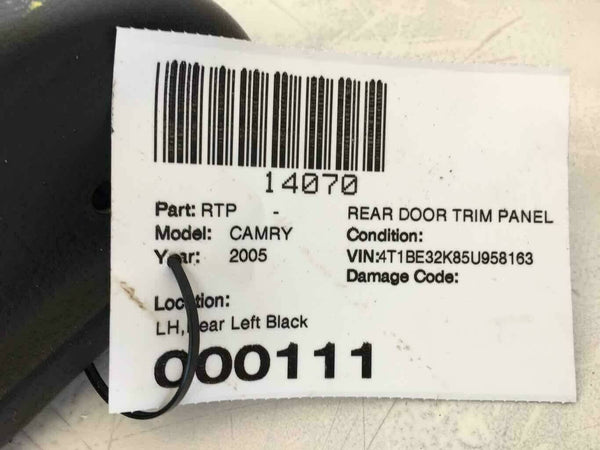 14070
Part: RTP - REAR DOOR TRIM PANEL
Model: CAMRY Condition:
Year: 2005 VIN:4T1BE32K85U958163
Damage Code:
Location:
LH,Rear Left Black
000111